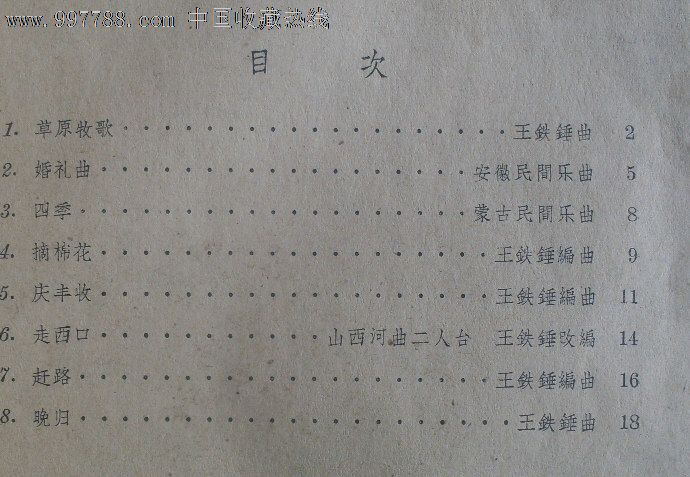 www.997788.com 中国收藏热线
目 次
1. 草原牧歌·····················王鉄錘曲 2
2. 婚礼曲····················安徽民間乐曲 5
3. 四季·····················蒙古民間乐曲 8
4. 摘棉花·····················王鉄錘編曲 9
5. 庆丰收·····················王鉄錘編曲 11
6. 走西口············山西河曲二人台 王鉄錘改編 14
7. 赶路······················王鉄錘編曲 16
8. 晚归·······················王鉄錘曲 18